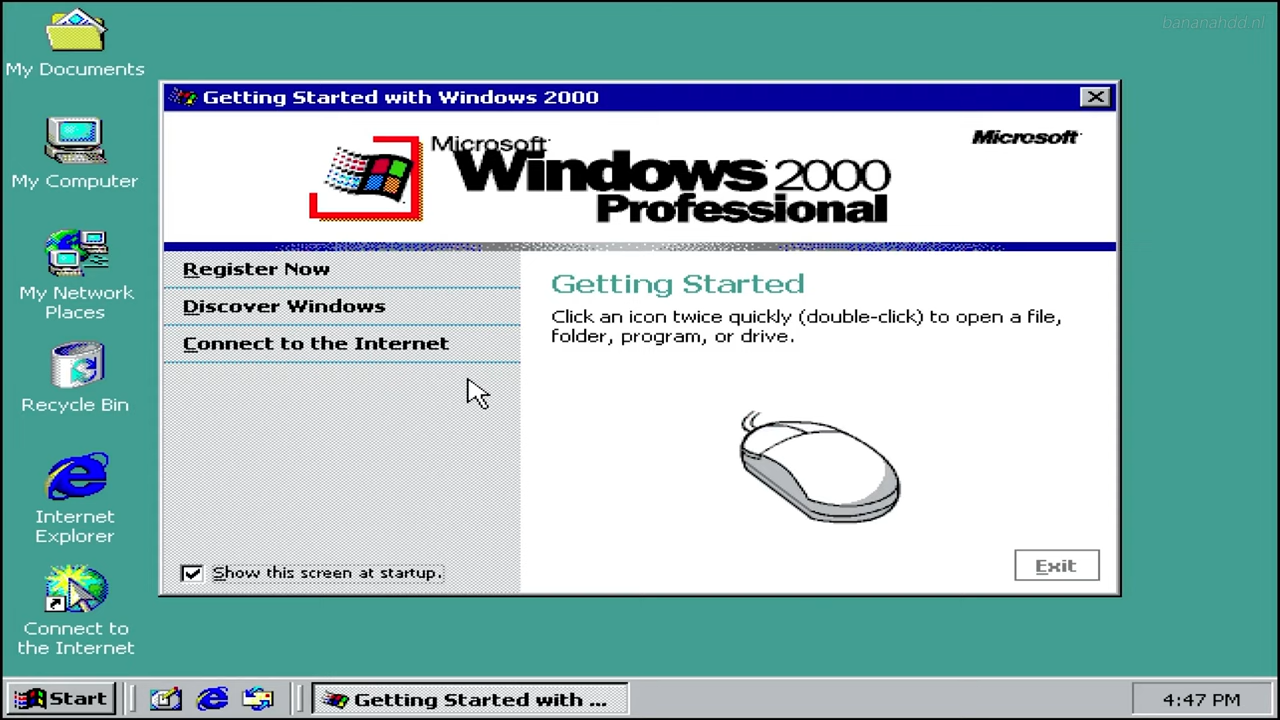 bananahdd.nl
My Documents
My Computer
My Network
Places
Recycle Bin
Internet
Explorer
Connect to
the Internet
Getting Started with Windows 2000
Microsoft
Windows 2000
Professional
Microsoft
Register Now
Discover Windows
Connect to the Internet
Show this screen at startup.
Getting Started
Click an icon twice quickly (double-click) to open a file,
folder, program, or drive.
Exit
Start
Getting Started with ...
4:47 PM